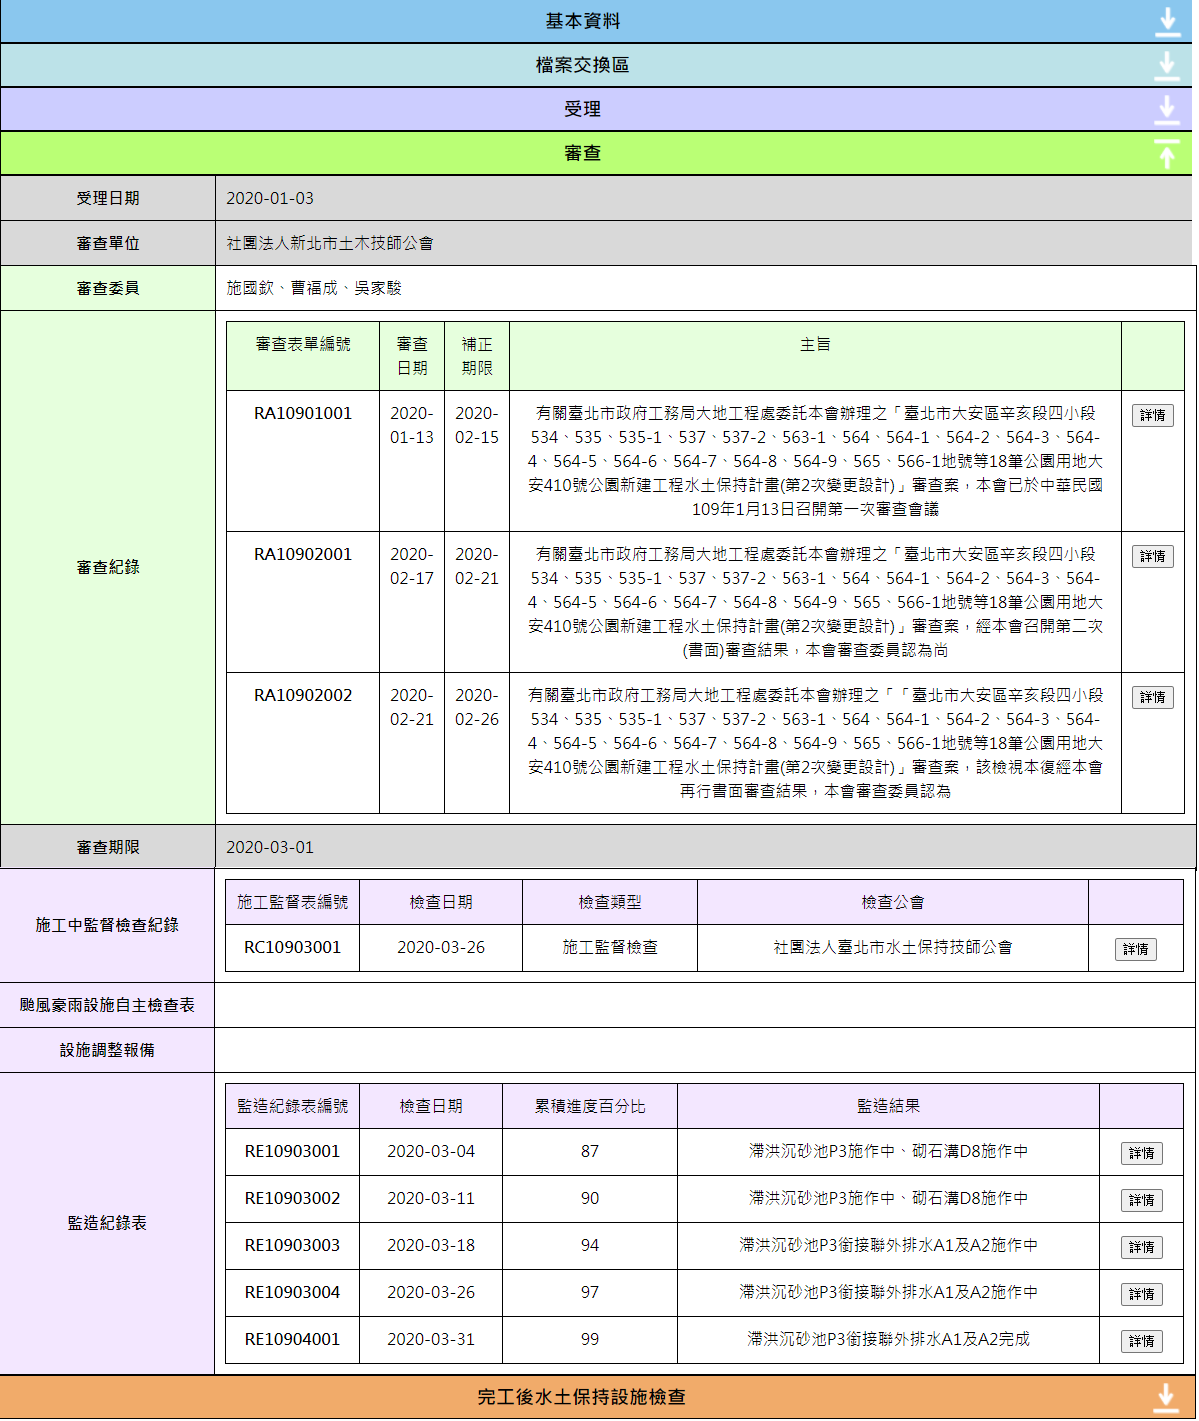 基本資料
檔案交換區
受理
審查
受理日期
2020-01-03
審查單位
社團法人新北市土木技師公會
審查委員
施國欽、曹福成、吳家駿
審查紀錄
審查表單編號
審查
日期
補正
期限
主旨
RA10901001
2020-
01-13
2020-
02-15
有關臺北市政府工務局大地工程處委託本會辦理之「臺北市大安區辛亥段四小段
534、535、535-1、537、537-2、563-1、564、564-1、564-2、564-3、564-
4、564-5、564-6、564-7、564-8、564-9、565、566-1地號等18筆公園用地大
安410號公園新建工程水土保持計畫(第2次變更設計)」審查案，本會已於中華民國
109年1月13日召開第一次審查會議
詳情
RA10902001
2020-
02-17
2020-
02-21
有關臺北市政府工務局大地工程處委託本會辦理之「臺北市大安區辛亥段四小段
534、535、535-1、537、537-2、563-1、564、564-1、564-2、564-3、564-
4、564-5、564-6、564-7、564-8、564-9、565、566-1地號等18筆公園用地大
安410號公園新建工程水土保持計畫(第2次變更設計)」審查案，經本會召開第二次
(書面)審查結果，本會審查委員認為尚
詳情
RA10902002
2020-
02-21
2020-
02-26
有關臺北市政府工務局大地工程處委託本會辦理之「「臺北市大安區辛亥段四小段
534、535、535-1、537、537-2、563-1、564、564-1、564-2、564-3、564-
4、564-5、564-6、564-7、564-8、564-9、565、566-1地號等18筆公園用地大
安410號公園新建工程水土保持計畫(第2次變更設計)」審查案，該檢視本復經本會
再行書面審查結果，本會審查委員認為
詳情
審查期限
2020-03-01
施工中監督檢查紀錄
施工監督表編號
檢查日期
檢查類型
檢查公會
RC10903001
2020-03-26
施工監督檢查
社團法人臺北市水土保持技師公會
詳情
颱風豪雨設施自主檢查表
設施調整報備
監造紀錄表
監造紀錄表編號
檢查日期
累積進度百分比
監造結果
RE10903001
2020-03-04
87
滯洪沉砂池P3施作中、砌石溝D8施作中
詳情
RE10903002
2020-03-11
90
滯洪沉砂池P3施作中、砌石溝D8施作中
詳情
RE10903003
2020-03-18
94
滯洪沉砂池P3銜接聯外排水A1及A2施作中
詳情
RE10903004
2020-03-26
97
滯洪沉砂池P3銜接聯外排水A1及A2施作中
詳情
RE10904001
2020-03-31
99
滯洪沉砂池P3銜接聯外排水A1及A2完成
詳情
完工後水土保持設施檢查